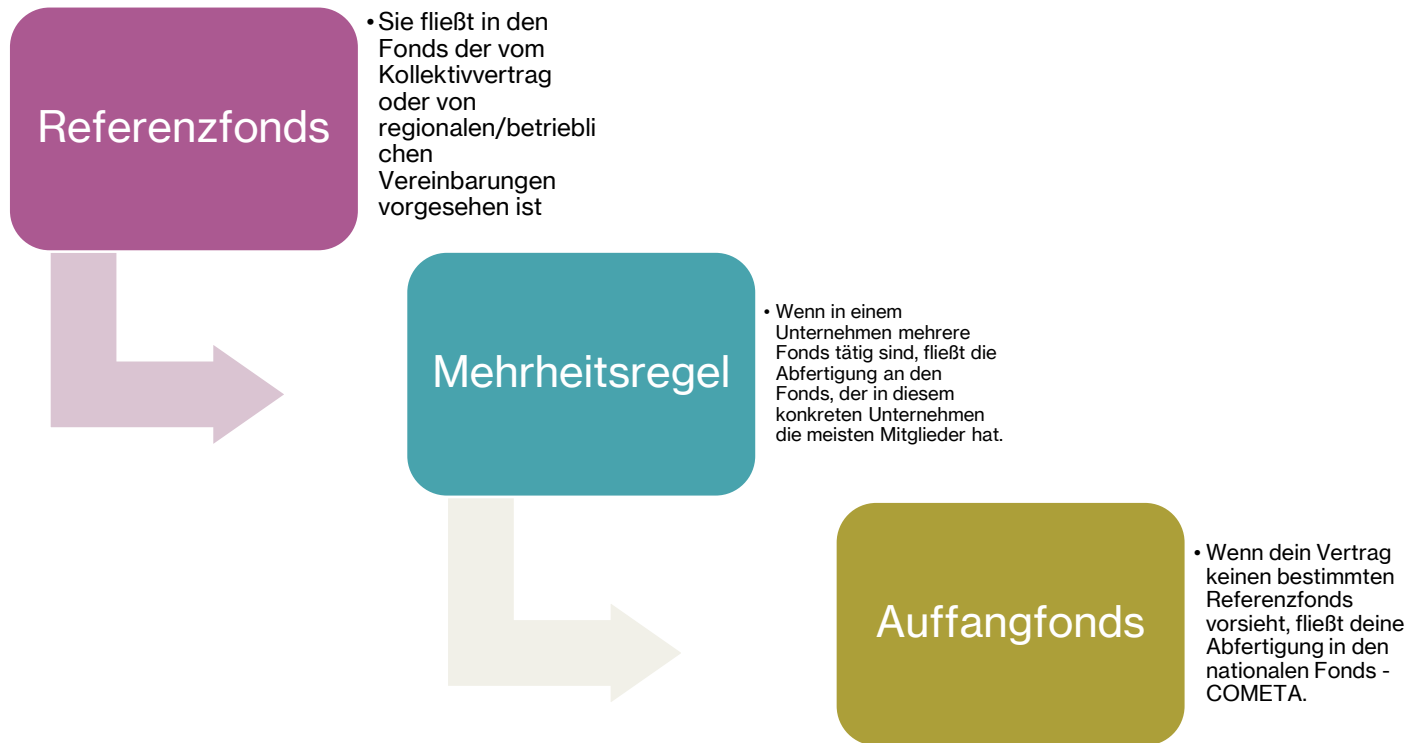 Referenzfonds
• Sie fließt in den
Fonds der vom
Kollektivvertrag
oder von
regionalen/betriebli
chen
Vereinbarungen
vorgesehen ist
Mehrheitsregel
• Wenn in einem
Unternehmen mehrere
Fonds tätig sind, fließt die
Abfertigung an den
Fonds, der in diesem
konkreten Unternehmen
die meisten Mitglieder hat.
Auffangfonds
• Wenn dein Vertrag
keinen bestimmten
Referenzfonds
vorsieht, fließt deine
Abfertigung in den
nationalen Fonds -
COMETA.